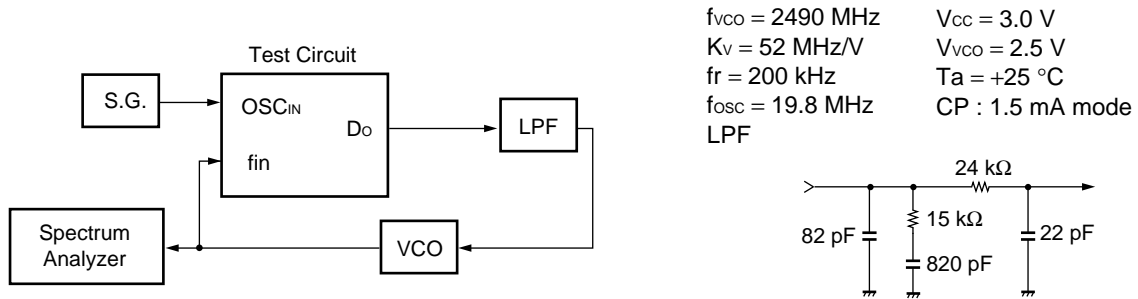 Test Circuit
S.G.
OSCIN
DO
fin
LPF
VCO
Spectrum
Analyzer
fVCO = 2490 MHz
KV = 52 MHz/V
fr = 200 kHz
fOSC = 19.8 MHz
LPF
VCC = 3.0 V
VVCO = 2.5 V
Ta = +25 °C
CP : 1.5 mA mode
24 kΩ
15 kΩ
82 pF
820 pF
22 pF